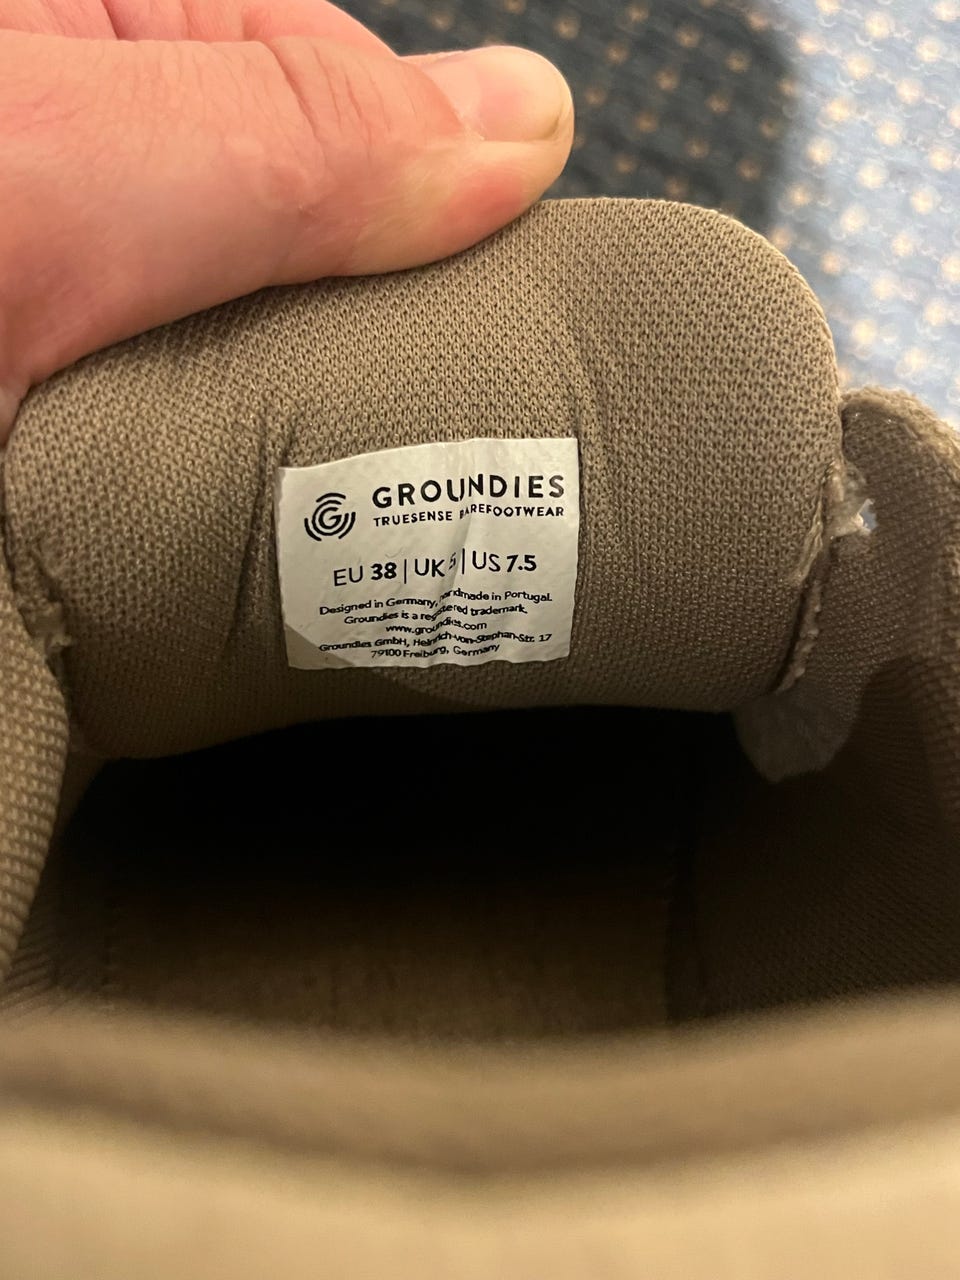 GROUNDIES
TRUESENSE BAREFOOTWEAR
EU 38 | UK 5 | US 7.5
Designed in Germany, handmade in Portugal.
Groundies is a registered trademark.
www.groundies.com
Groundies GmbH, Heinrich-von-Stephan-Str. 17
79100 Freiburg, Germany